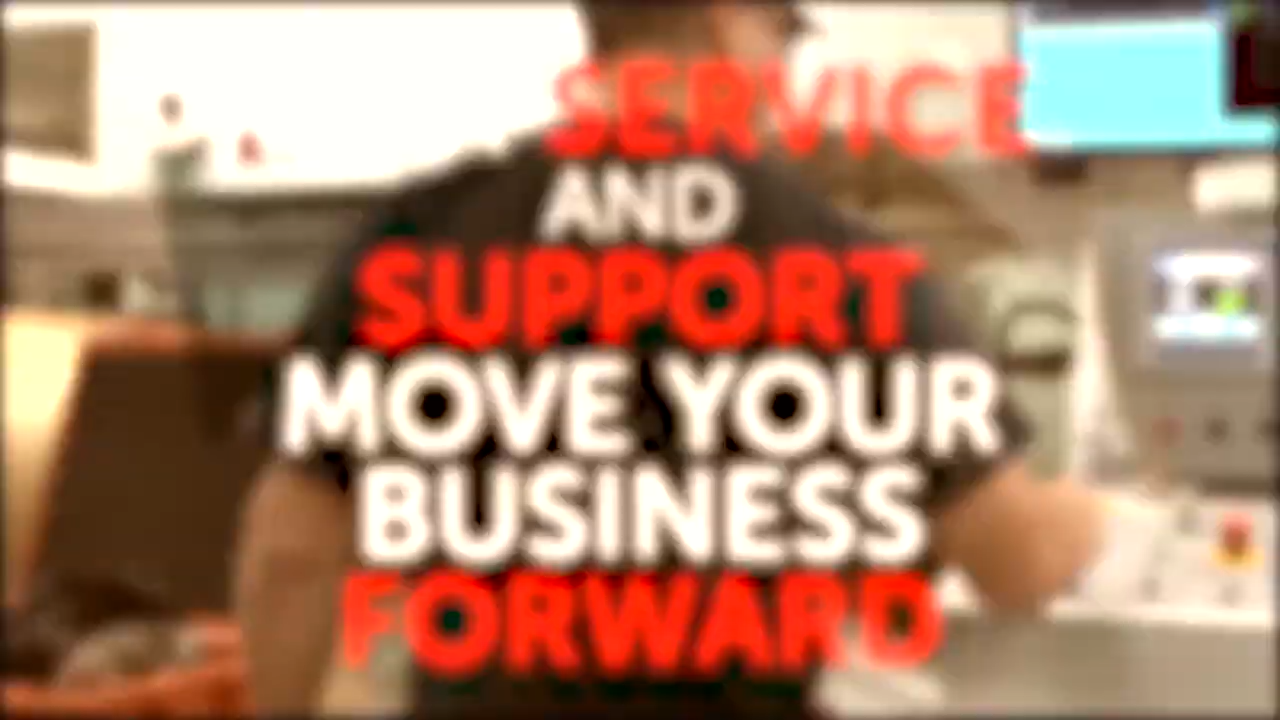 SERVICE
AND
SUPPORT
MOVE YOUR
BUSINESS
FORWARD